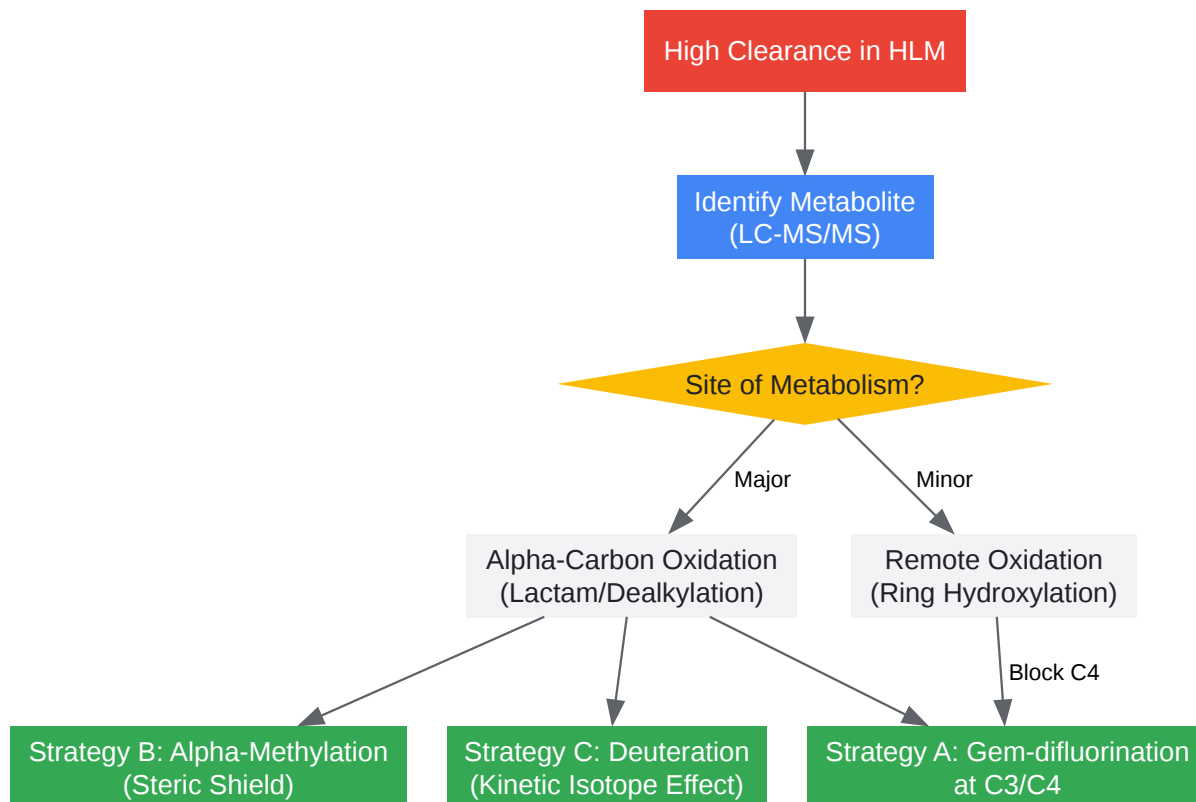 High Clearance in HLM
Identify Metabolite
(LC-MS/MS)
Site of Metabolism?
Major
Minor
Alpha-Carbon Oxidation
(Lactam/Dealkylation)
Remote Oxidation
(Ring Hydroxylation)
Block C4
Strategy B: Alpha-Methylation
(Steric Shield)
Strategy C: Deuteration
(Kinetic Isotope Effect)
Strategy A: Gem-difluorination
at C3/C4